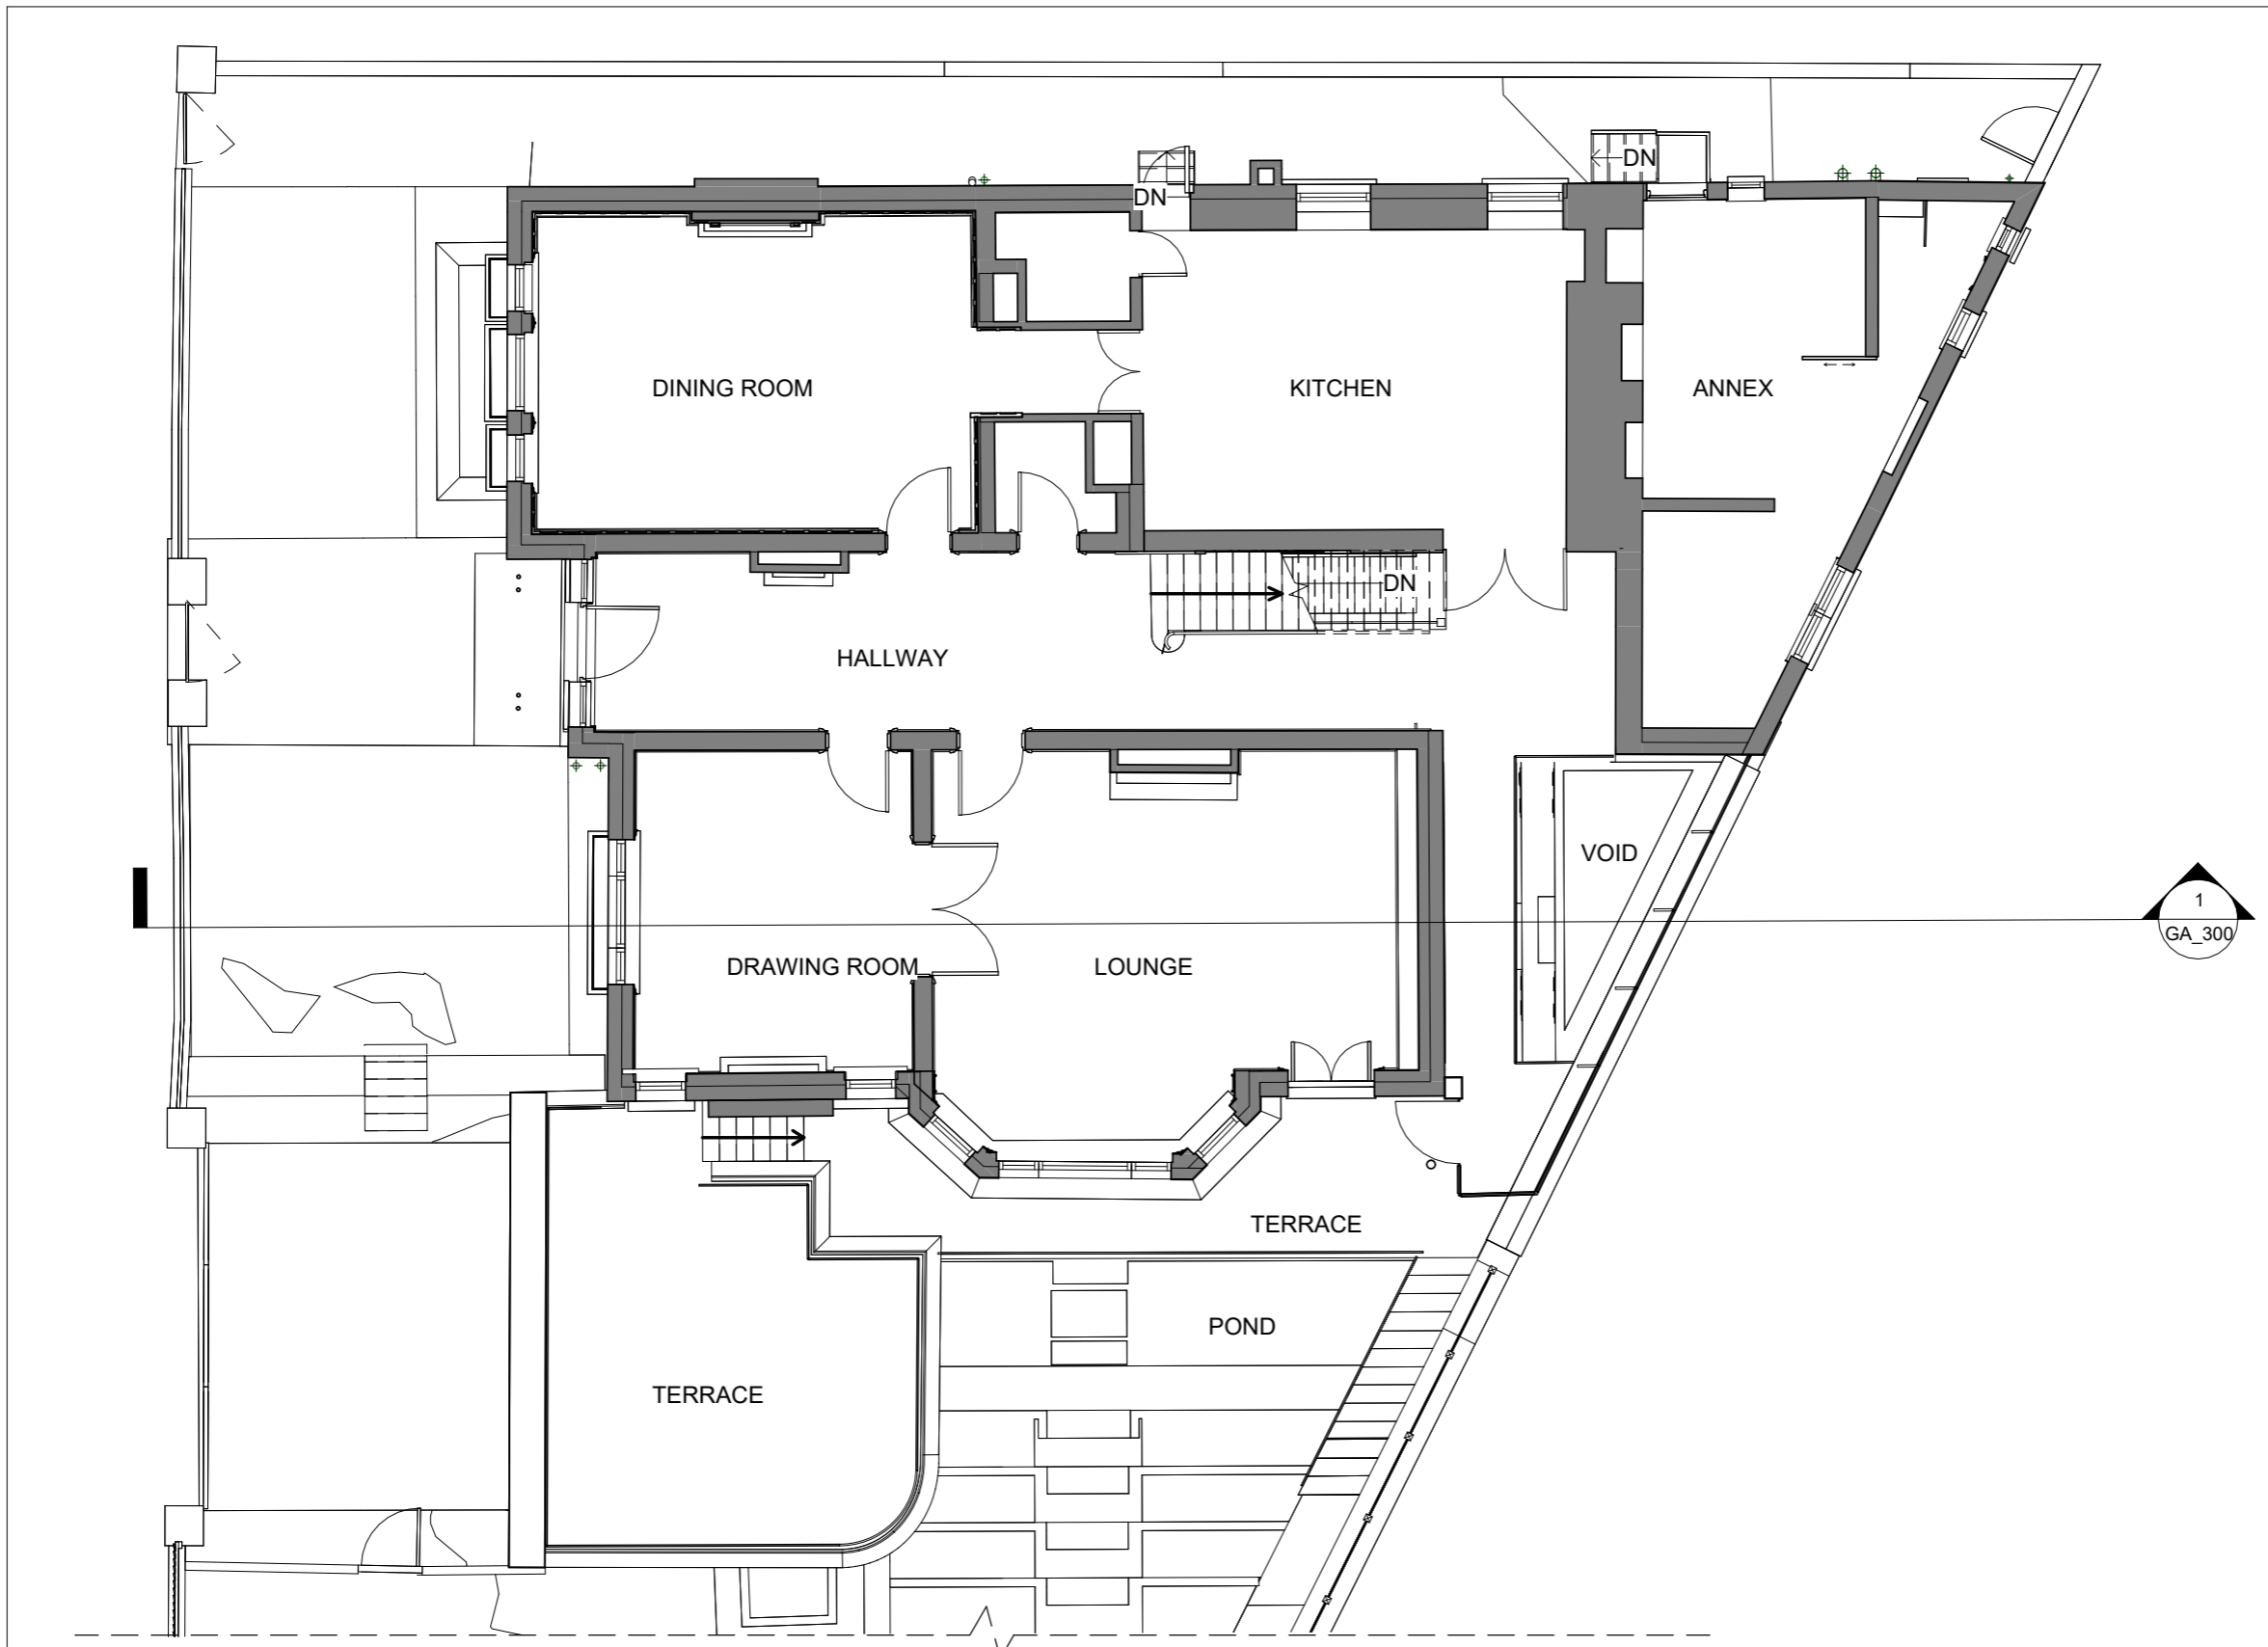 DN
DN
DINING ROOM
KITCHEN
ANNEX
DN
HALLWAY
VOID
1
GA_300
DRAWING ROOM
LOUNGE
TERRACE
POND
TERRACE